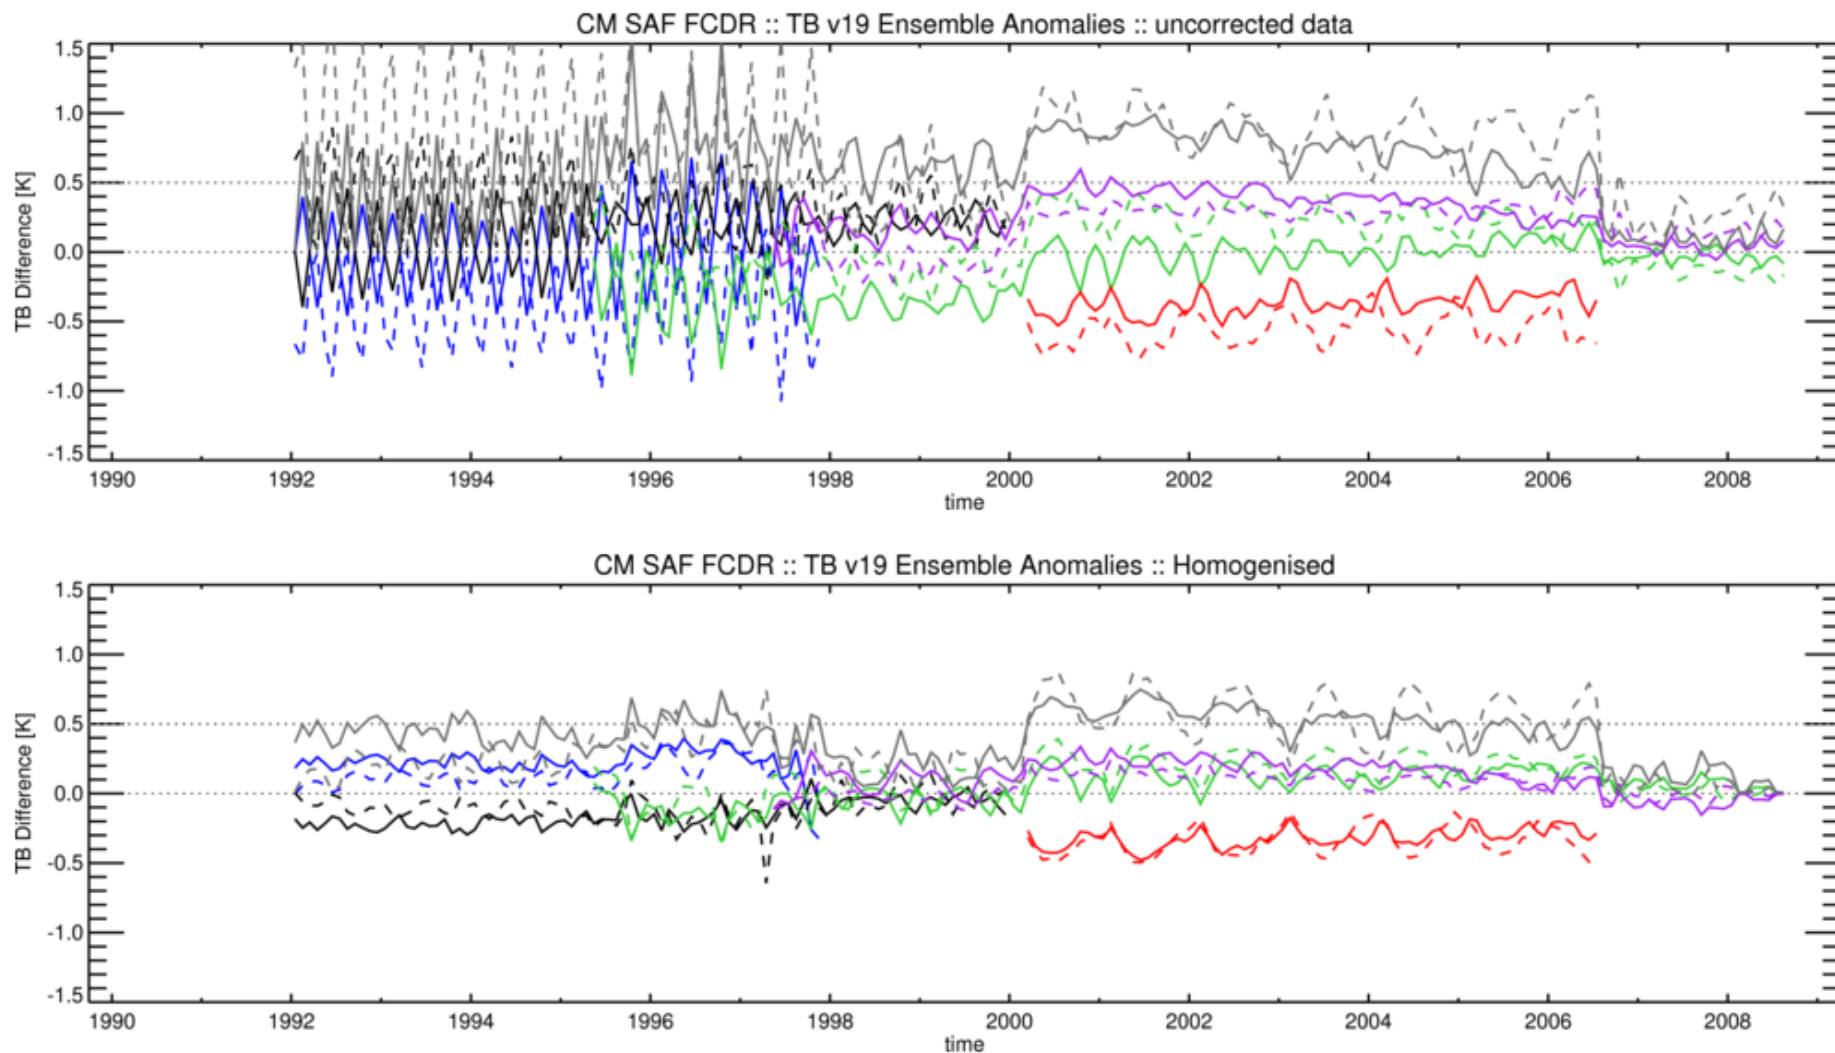 CM SAF FCDR :: TB v19 Ensemble Anomalies :: uncorrected data
TB Difference [K]
1.5
1.0
0.5
0.0
-0.5
-1.0
-1.5
1990 1992 1994 1996 1998 2000 2002 2004 2006 2008
time
CM SAF FCDR :: TB v19 Ensemble Anomalies :: Homogenised
TB Difference [K]
1.5
1.0
0.5
0.0
-0.5
-1.0
-1.5
1990 1992 1994 1996 1998 2000 2002 2004 2006 2008
time